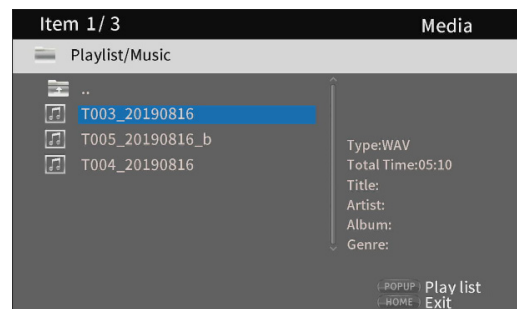 Item 1/ 3
Media
Playlist/Music
..
T003_20190816
T005_20190816_b
T004_20190816
Type:WAV
Total Time:05:10
Title:
Artist:
Album:
Genre:
POPUP Play list
HOME Exit